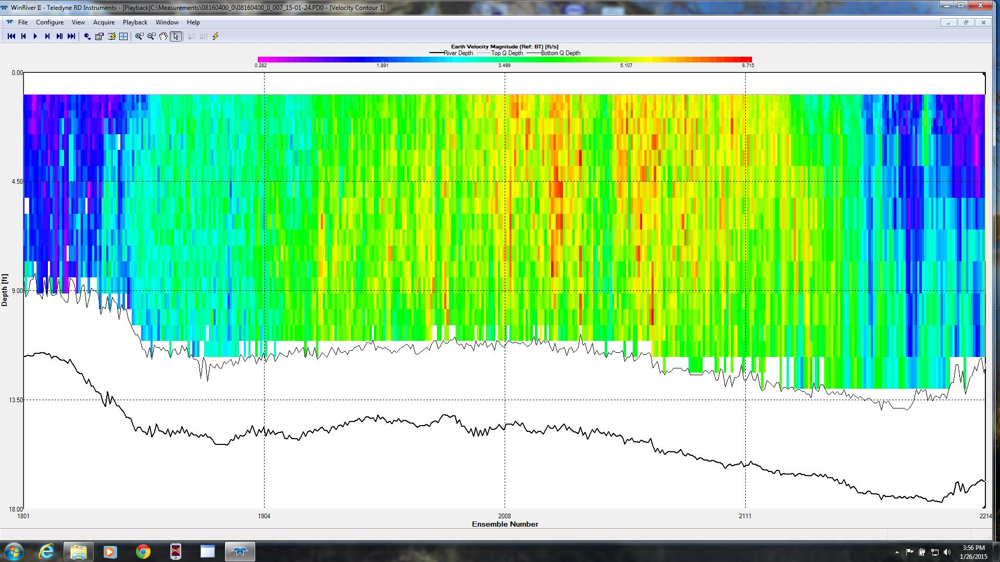 WinRiver II - Teledyne RD Instruments - [Playback]C:\Measurements\08160400_0\08160400_0_007_15-01-24.PD0 - [Velocity Contour 1]
File Configure View Acquire Playback Window Help
Earth Velocity Magnitude (Ref: BT) [ft/s]
River Depth Top Q Depth Bottom Q Depth
0.282 1.891 3.499 5.107 6.715
0.00
4.50
9.00
13.50
18.00
Depth [ft]
1801 1904 2008 2111 2214
Ensemble Number
3:56 PM
1/26/2015